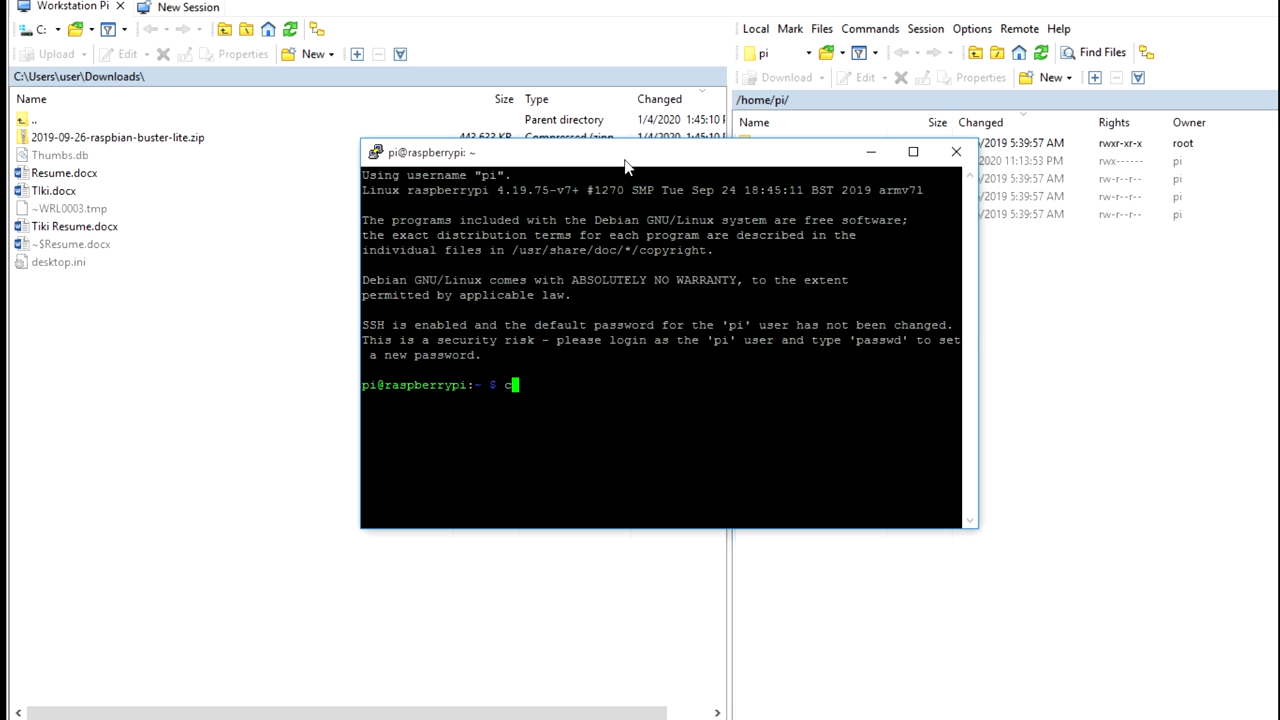 Workstation Pi
New Session
C:
Upload Edit Properties New
C:\Users\user\Downloads\
Name Size Type Changed
.. Parent directory 1/4/2020 1:45:10
2019-09-26-raspbian-buster-lite.zip
Thumbs.db
Resume.docx
TIki.docx
~WRL0003.tmp
Tiki Resume.docx
~$Resume.docx
desktop.ini
Local Mark Files Commands Session Options Remote Help
pi Find Files
Download Edit Properties New
/home/pi/
Name Size Changed Rights Owner
/2019 5:39:57 AM rwxr-xr-x root
2020 11:13:53 PM rwx------ pi
/2019 5:39:57 AM rw-r--r-- pi
/2019 5:39:57 AM rw-r--r-- pi
/2019 5:39:57 AM rw-r--r-- pi
pi@raspberrypi: ~
Using username "pi".
Linux raspberrypi 4.19.75-v7+ #1270 SMP Tue Sep 24 18:45:11 BST 2019 armv7l
The programs included with the Debian GNU/Linux system are free software;
the exact distribution terms for each program are described in the
individual files in /usr/share/doc/*/copyright.
Debian GNU/Linux comes with ABSOLUTELY NO WARRANTY, to the extent
permitted by applicable law.
SSH is enabled and the default password for the 'pi' user has not been changed.
This is a security risk - please login as the 'pi' user and type 'passwd' to set
a new password.
pi@raspberrypi:~ $ c